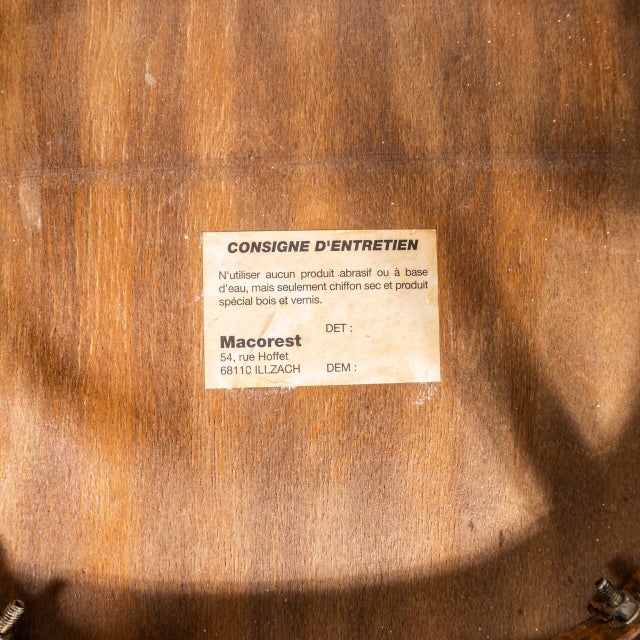 CONSIGNE D'ENTRETIEN
N'utiliser aucun produit abrasif ou à base
d'eau, mais seulement chiffon sec et produit
spécial bois et vernis.
DET :
Macorest
54, rue Hoffet
68110 ILLZACH DEM :